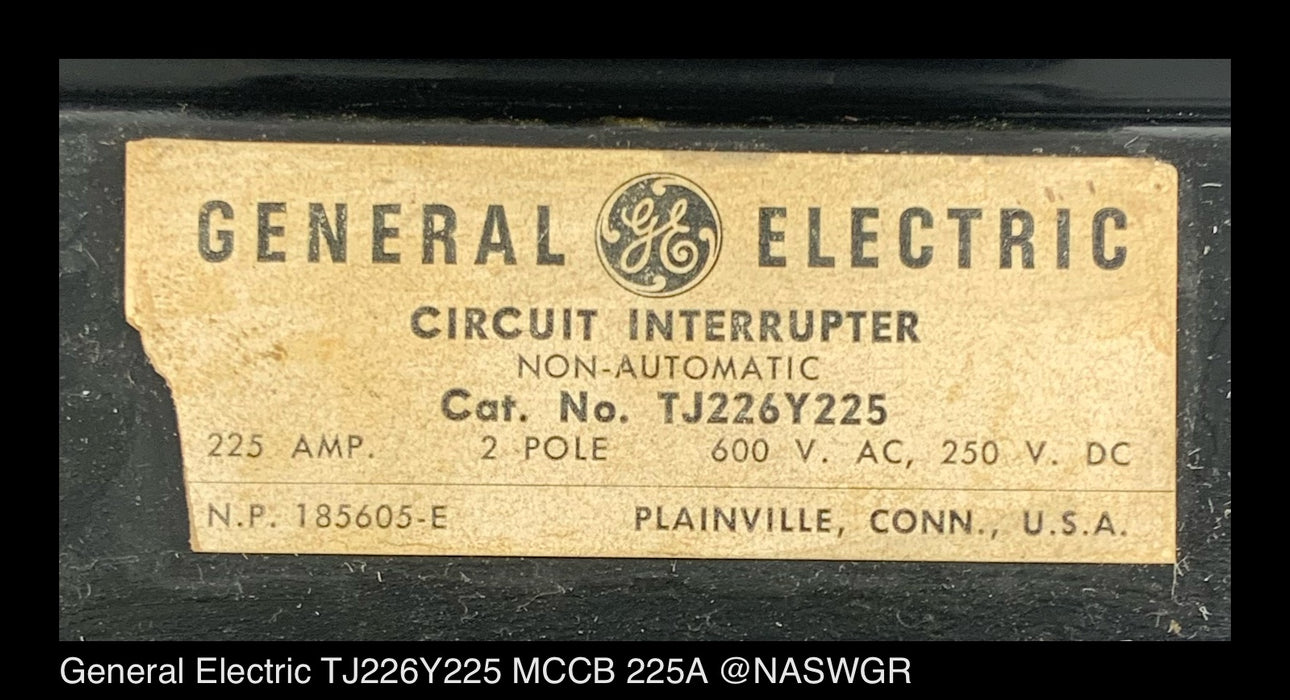 GENERAL GE ELECTRIC
CIRCUIT INTERRUPTER
NON-AUTOMATIC
Cat. No. TJ226Y225
225 AMP. 2 POLE 600 V. AC, 250 V. DC
N.P. 185605-E PLAINVILLE, CONN., U.S.A.
General Electric TJ226Y225 MCCB 225A @NASWGR